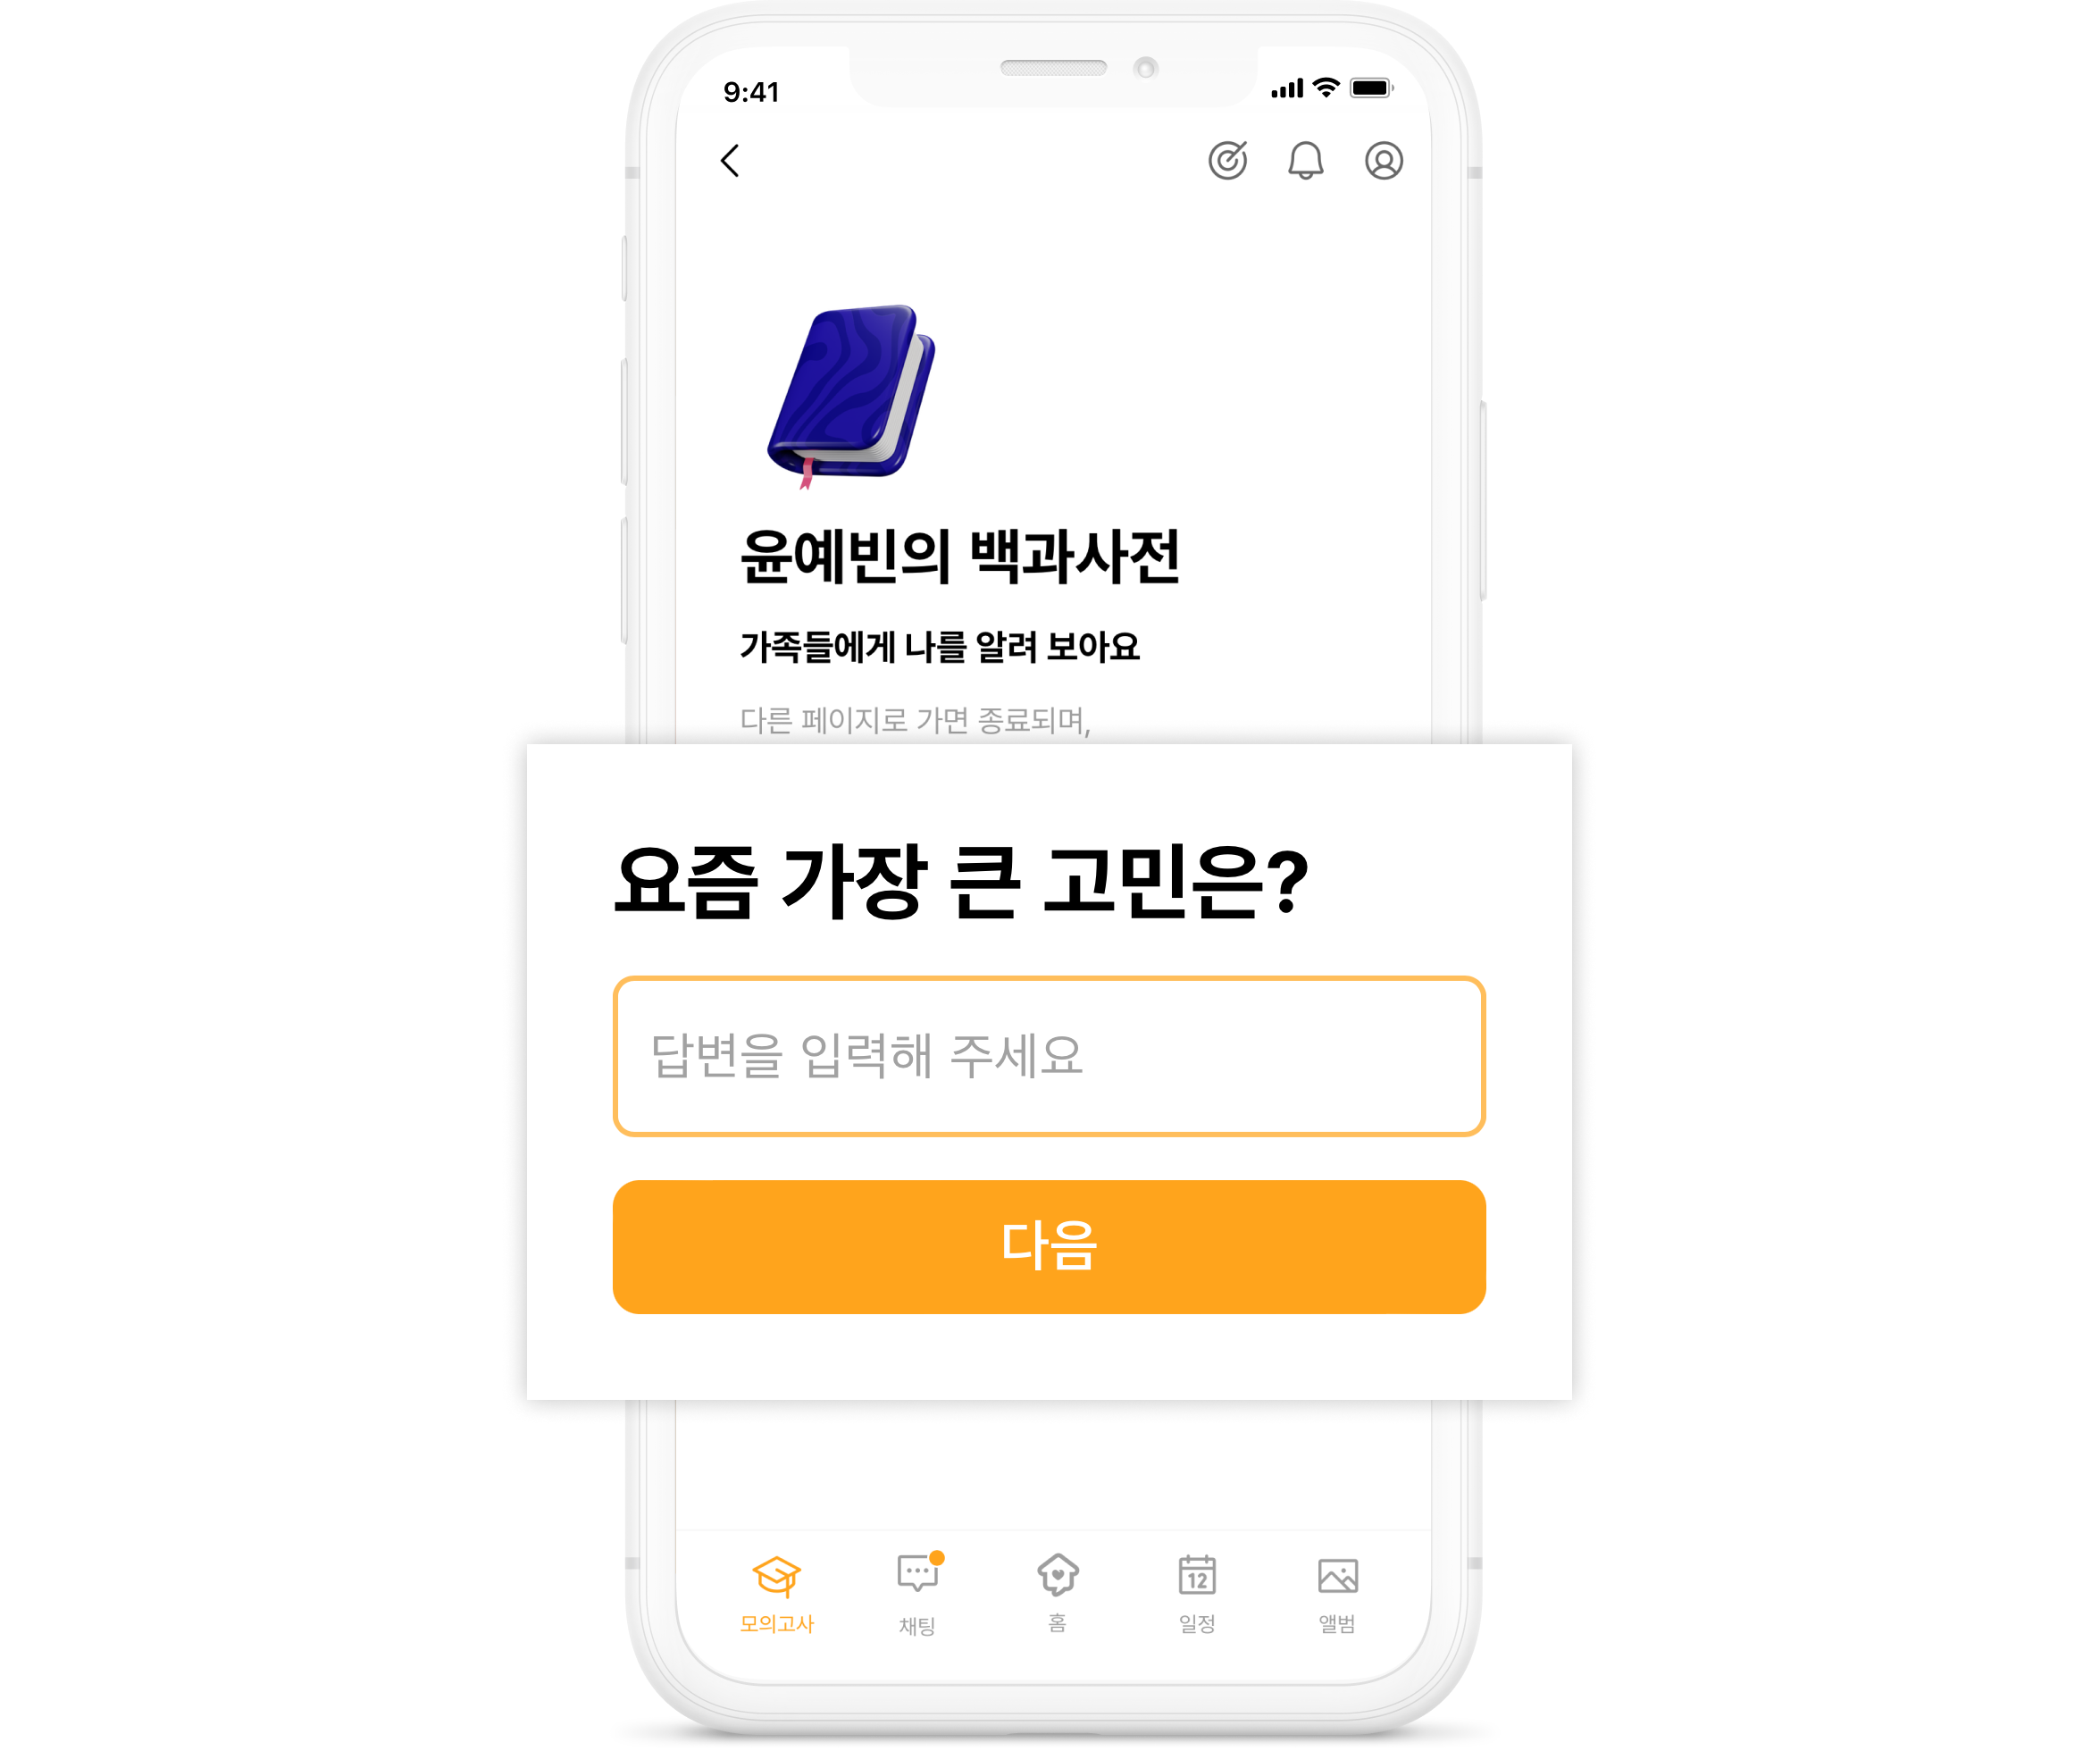 9:41
윤예빈의 백과사전
가족들에게 나를 알려 보아요
다른 페이지로 가면 종료되며,
요즘 가장 큰 고민은?
답변을 입력해 주세요
다음
12
모의고사 채팅 홈 일정 앨범